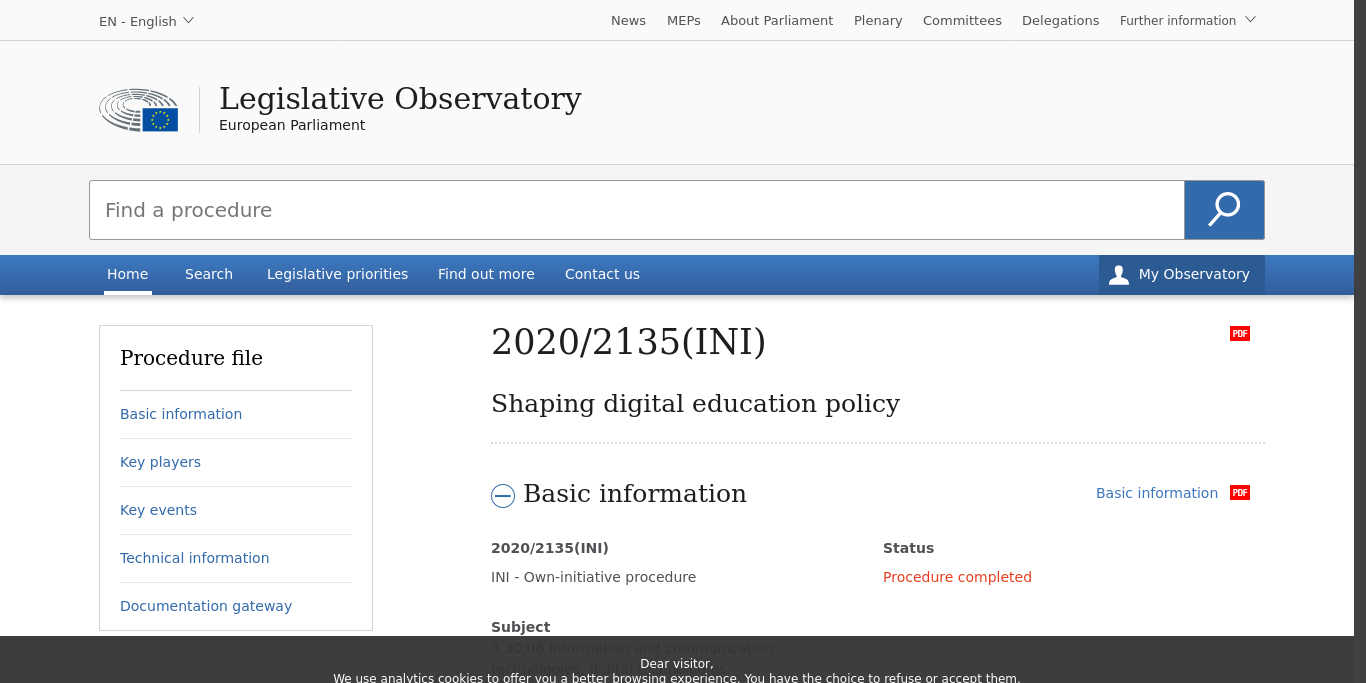 EN - English
News MEPs About Parliament Plenary Committees Delegations Further information
Legislative Observatory
European Parliament
Find a procedure
Home Search Legislative priorities Find out more Contact us My Observatory
Procedure file
Basic information
Key players
Key events
Technical information
Documentation gateway
2020/2135(INI) PDF
Shaping digital education policy
Basic information Basic information PDF
2020/2135(INI) Status
INI - Own-initiative procedure Procedure completed
Subject
3.30.06 Information and communication
technologies, digital
Dear visitor,
We use analytics cookies to offer you a better browsing experience. You have the choice to refuse or accept them.